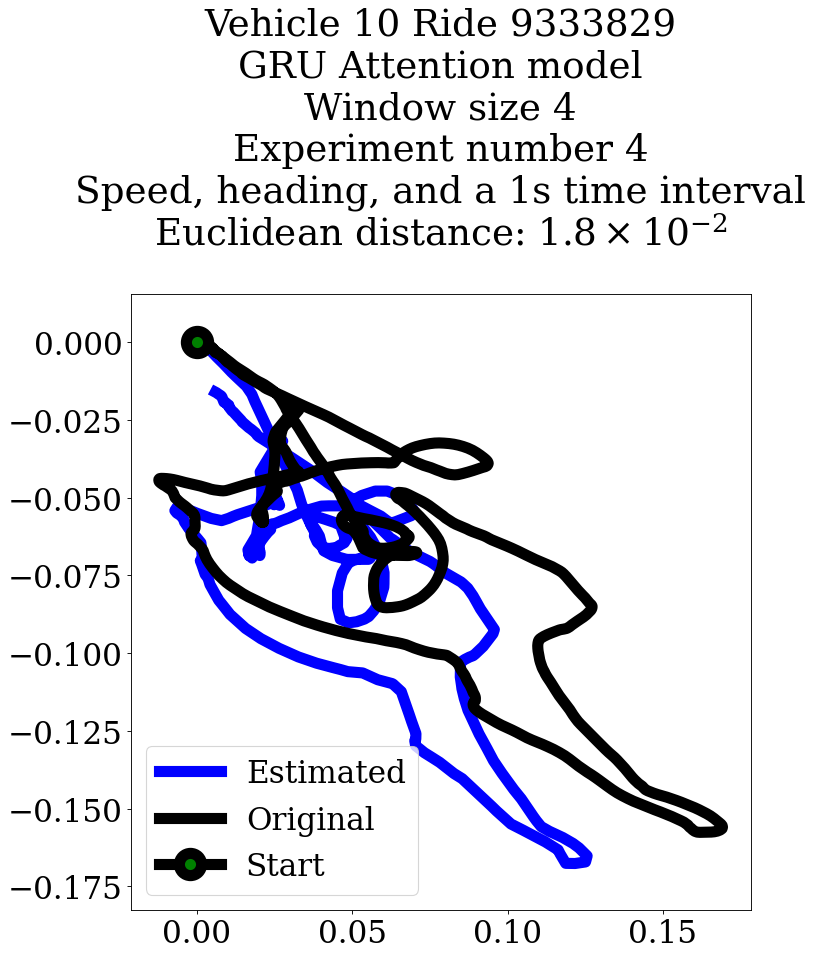 Vehicle 10 Ride 9333829
GRU Attention model
Window size 4
Experiment number 4
Speed, heading, and a 1s time interval
Euclidean distance: 1.8 × 10⁻²
0.000
−0.025
−0.050
−0.075
−0.100
−0.125
−0.150
−0.175
Estimated
Original
Start
0.00 0.05 0.10 0.15